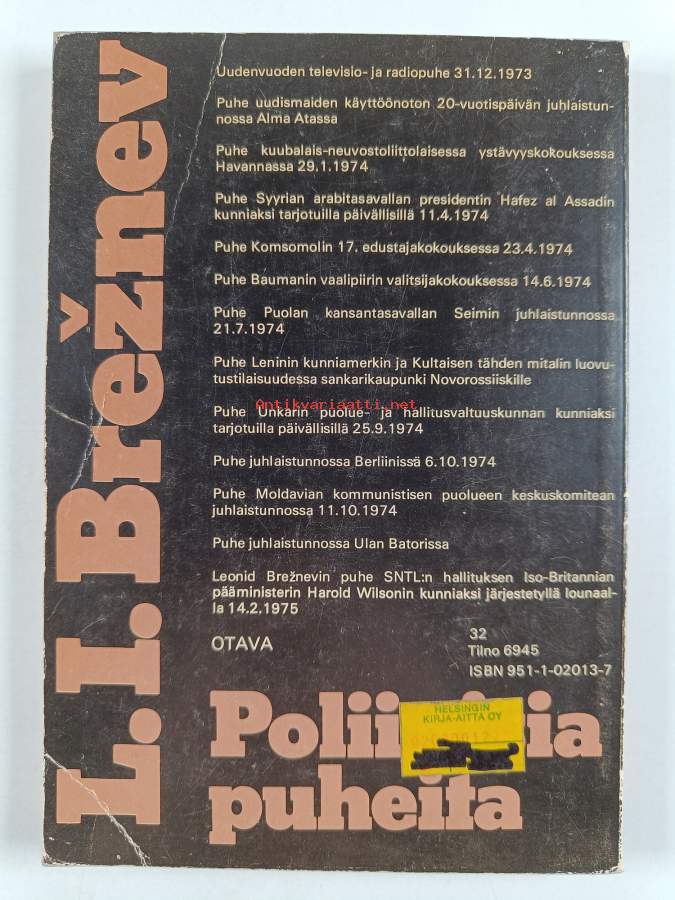 L.I. Brežnev
Uudenvuoden televisio- ja radiopuhe 31.12.1973
Puhe uudismaiden käyttöönoton 20-vuotispäivän juhlaistun-
nossa Alma Atassa
Puhe kuubalais-neuvostoliittolaisessa ystävyyskokouksessa
Havannassa 29.1.1974
Puhe Syyrian arabitasavallan presidentin Hafez al Assadin
kunniaksi tarjotuilla päivällisillä 11.4.1974
Puhe Komsomolin 17. edustajakokouksessa 23.4.1974
Puhe Baumanin vaalipiirin valitsijakokouksessa 14.6.1974
Puhe Puolan kansantasavallan Seimin juhlaistunnossa
21.7.1974
Puhe Leninin kunniamerkin ja Kultaisen tähden mitalin luovu-
tustilaisuudessa sankarikaupunki Novorossiiskille
Antikvariaatti.net
Puhe Unkarin puolue- ja hallitusvaltuuskunnan kunniaksi
tarjotuilla päivällisillä 25.9.1974
Puhe juhlaistunnossa Berliinissä 6.10.1974
Puhe Moldavian kommunistisen puolueen keskuskomitean
juhlaistunnossa 11.10.1974
Puhe juhlaistunnossa Ulan Batorissa
Leonid Brežnevin puhe SNTL:n hallituksen Iso-Britannian
pääministerin Harold Wilsonin kunniaksi järjestetyllä lounaal-
la 14.2.1975
OTAVA
32
Tilno 6945
ISBN 951-1-02013-7
HELSINGIN
KIRJA-AITTA OY
puheita